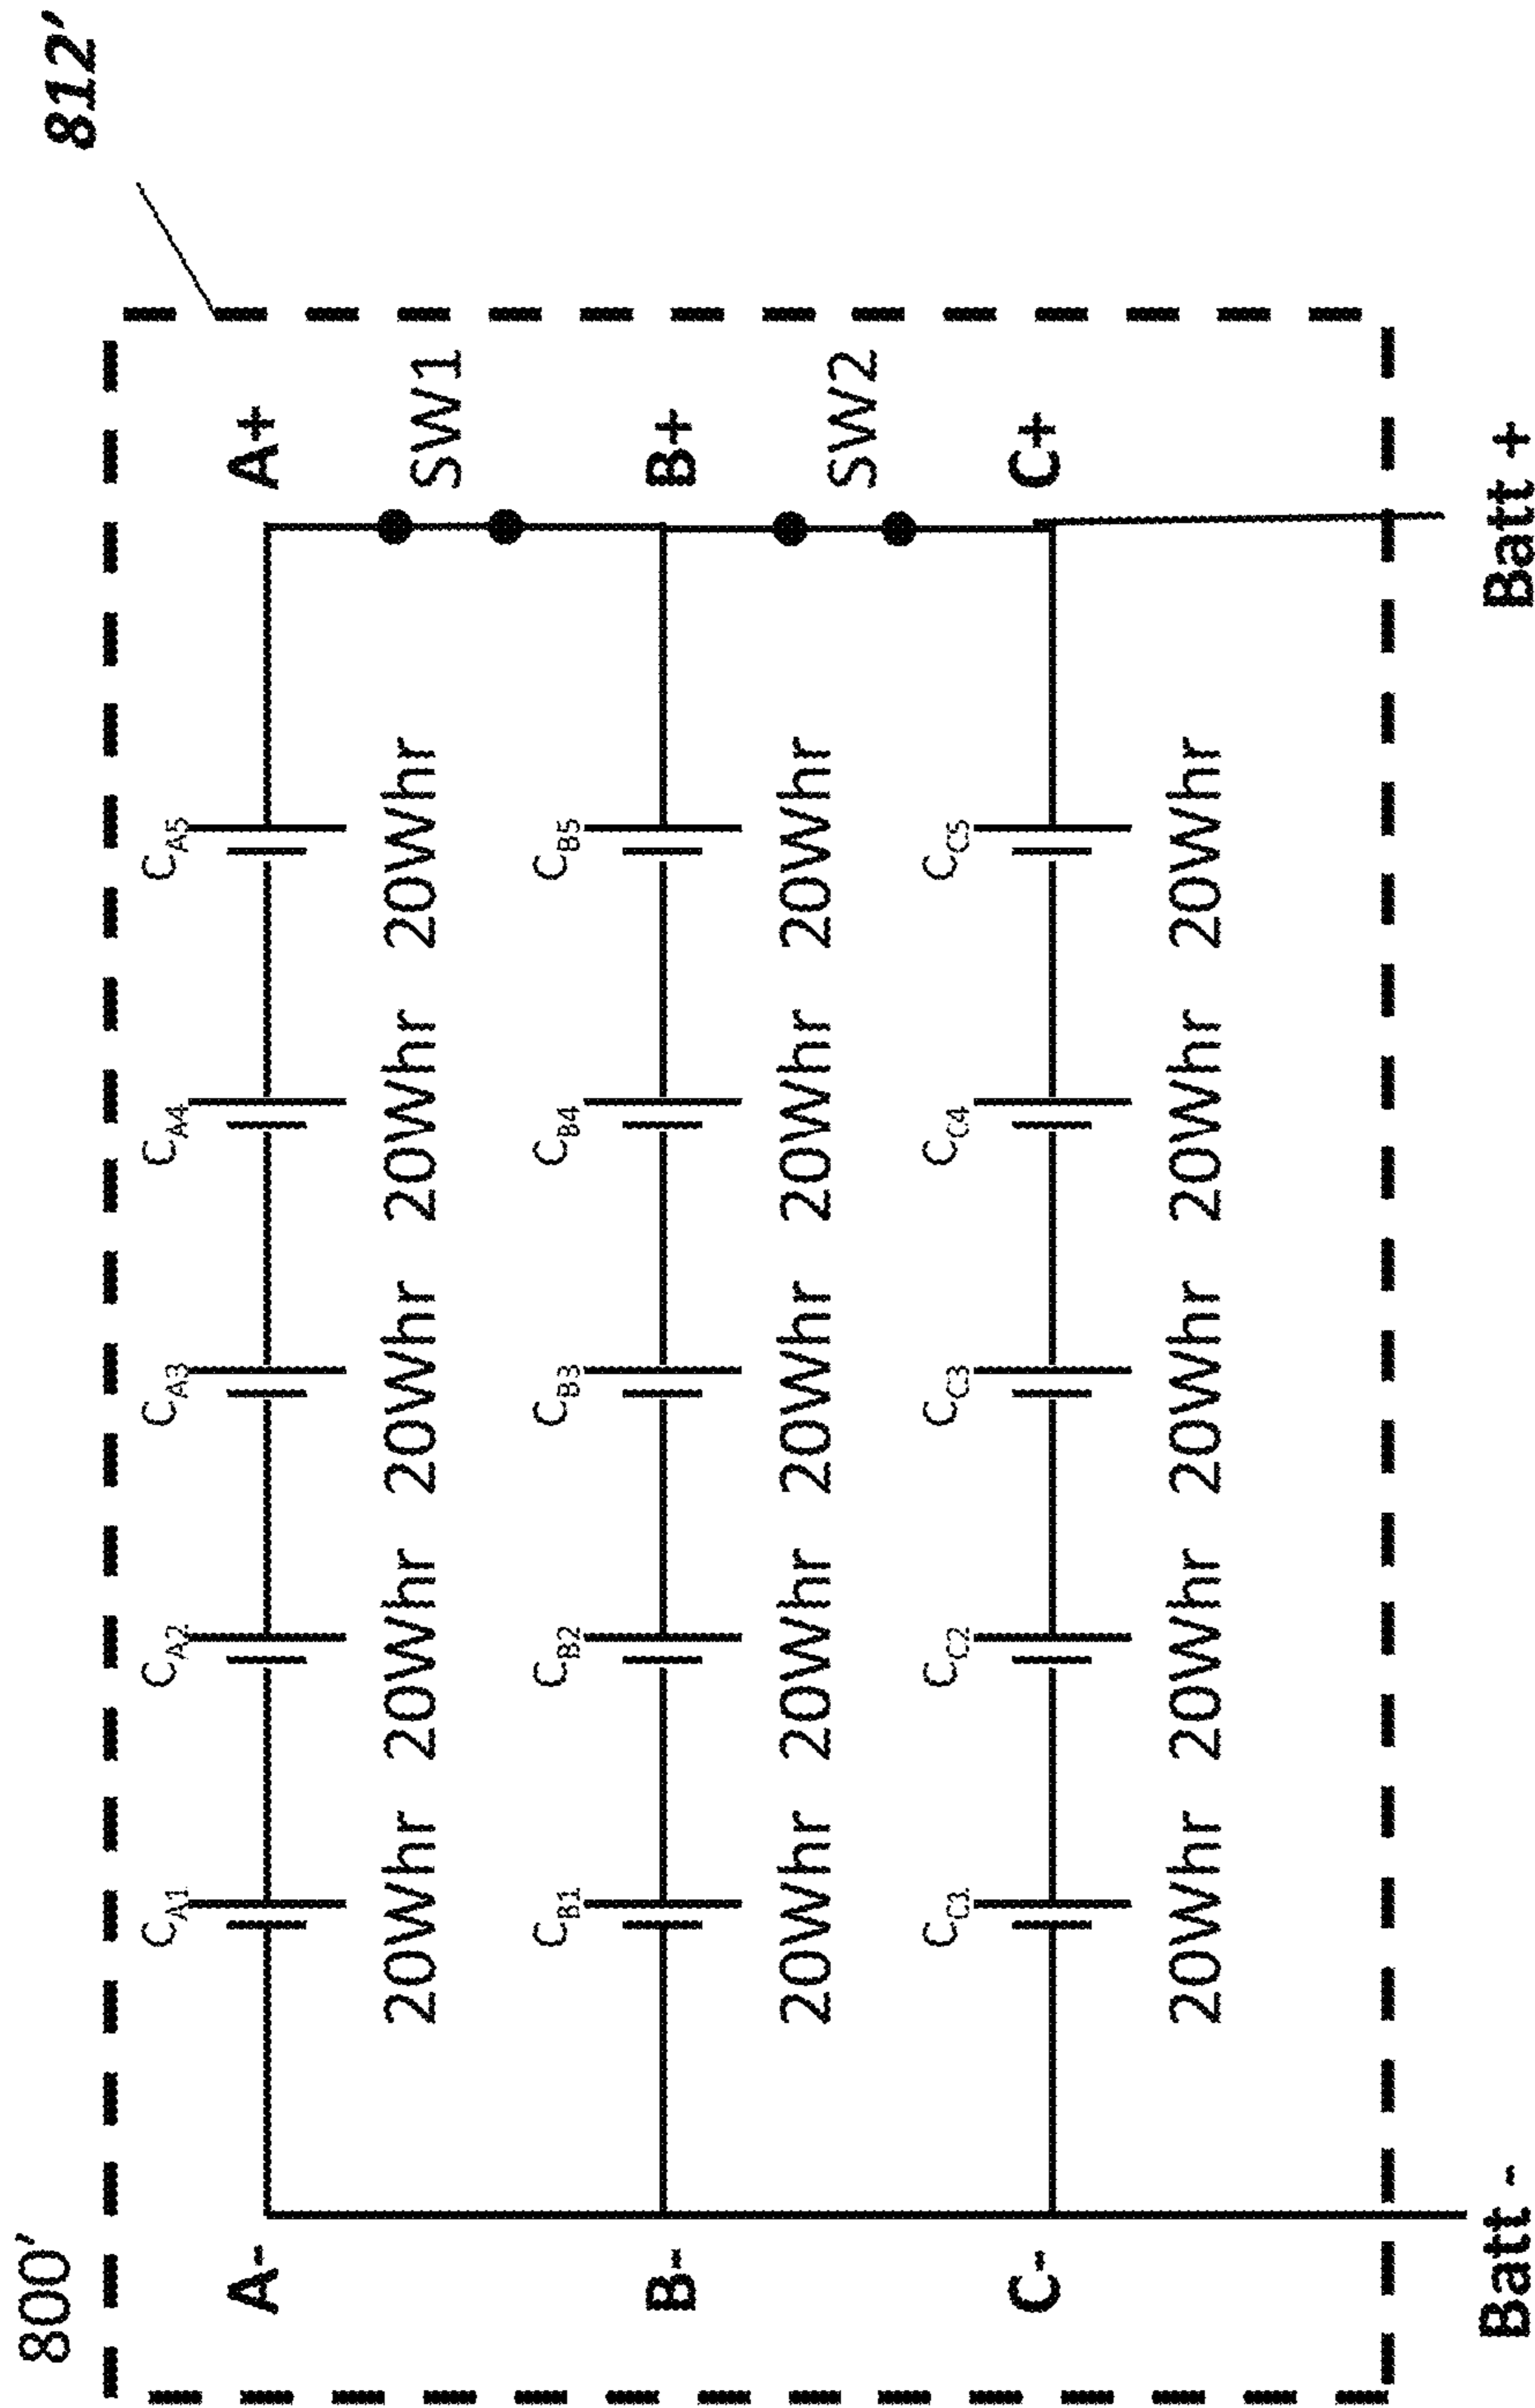 800' 812'
CA1 CA2 CA3 CA4 CA5
A- A+
20Whr 20Whr 20Whr 20Whr 20Whr SW1
CB1 CB2 CB3 CB4 CB5
B- B+
20Whr 20Whr 20Whr 20Whr 20Whr SW2
CC3 CC2 CC3 CC4 CC5
C- C+
20Whr 20Whr 20Whr 20Whr 20Whr
Batt - Batt +